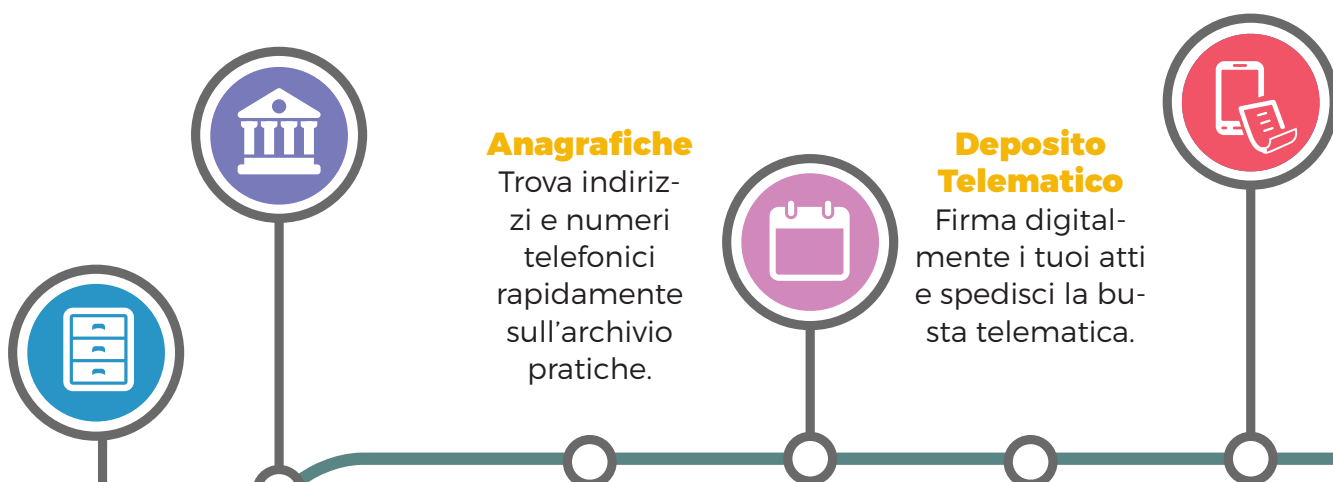 Anagrafiche
Trova indiriz-
zi e numeri
telefonici
rapidamente
sull’archivio
pratiche.
Deposito
Telematico
Firma digital-
mente i tuoi atti
e spedisci la bu-
sta telematica.